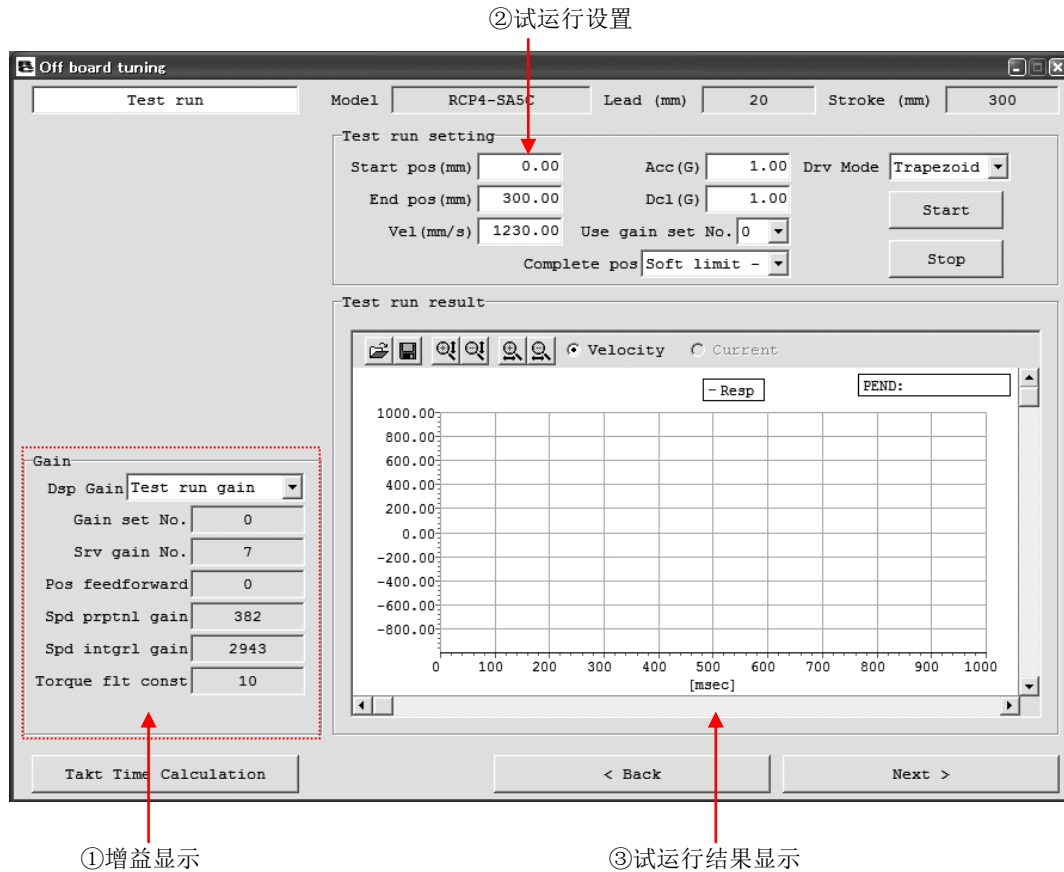 ②试运行设置
Off board tuning
Test run
Model RCP4-SA5C Lead (mm) 20 Stroke (mm) 300
Test run setting
Start pos(mm) 0.00 Acc(G) 1.00 Drv Mode Trapezoid
End pos(mm) 300.00 Dcl(G) 1.00 Start
Vel(mm/s) 1230.00 Use gain set No. 0
Complete pos Soft limit - Stop
Test run result
Velocity Current
- Resp PEND:
1000.00
800.00
600.00
400.00
200.00
0.00
-200.00
-400.00
-600.00
-800.00
0 100 200 300 400 500 600 700 800 900 1000
[msec]
Gain
Dsp Gain Test run gain
Gain set No. 0
Srv gain No. 7
Pos feedforward 0
Spd prptnl gain 382
Spd intgrl gain 2943
Torque flt const 10
Takt Time Calculation < Back Next >
①增益显示 ③试运行结果显示